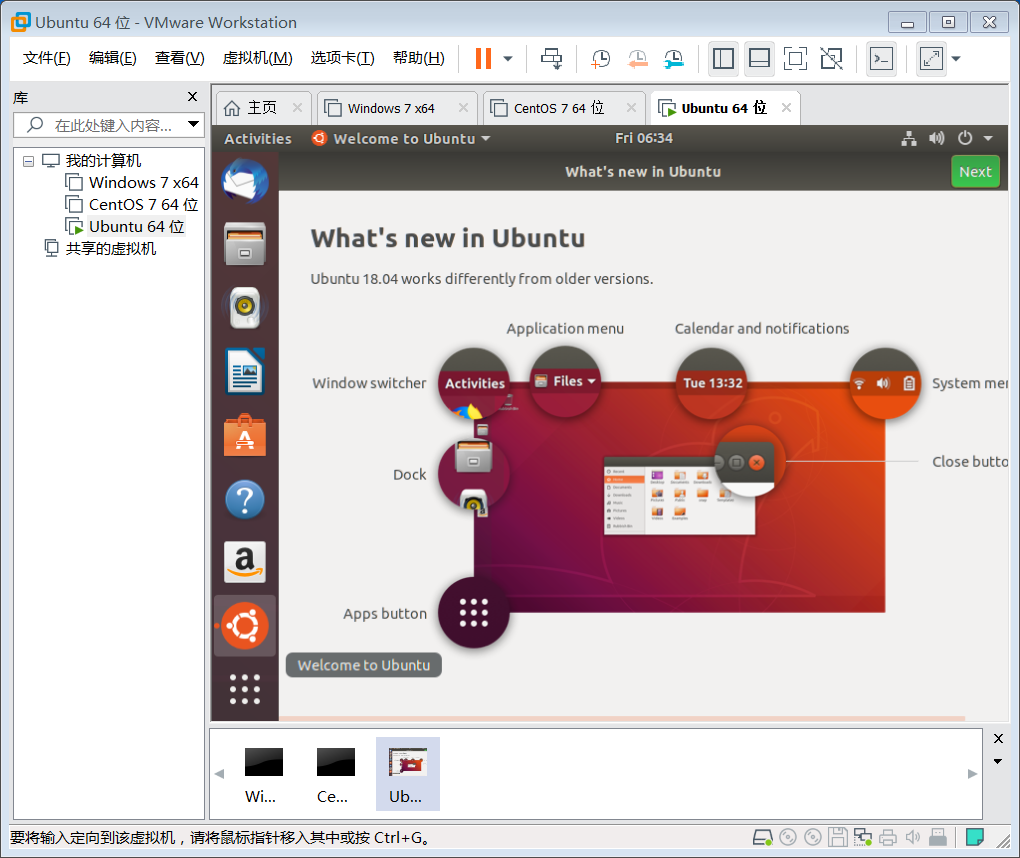 Ubuntu 64 位 - VMware Workstation
文件(F) 编辑(E) 查看(V) 虚拟机(M) 选项卡(T) 帮助(H)
库
在此处键入内容...
我的计算机
Windows 7 x64
CentOS 7 64 位
Ubuntu 64 位
共享的虚拟机
主页 Windows 7 x64 CentOS 7 64 位 Ubuntu 64 位
Activities Welcome to Ubuntu Fri 06:34
What's new in Ubuntu Next
What's new in Ubuntu
Ubuntu 18.04 works differently from older versions.
Application menu Calendar and notifications
Window switcher Activities Files Tue 13:32 System men
Dock Close butto
Apps button
Welcome to Ubuntu
Wi... Ce... Ub...
要将输入定向到该虚拟机，请将鼠标指针移入其中或按 Ctrl+G。